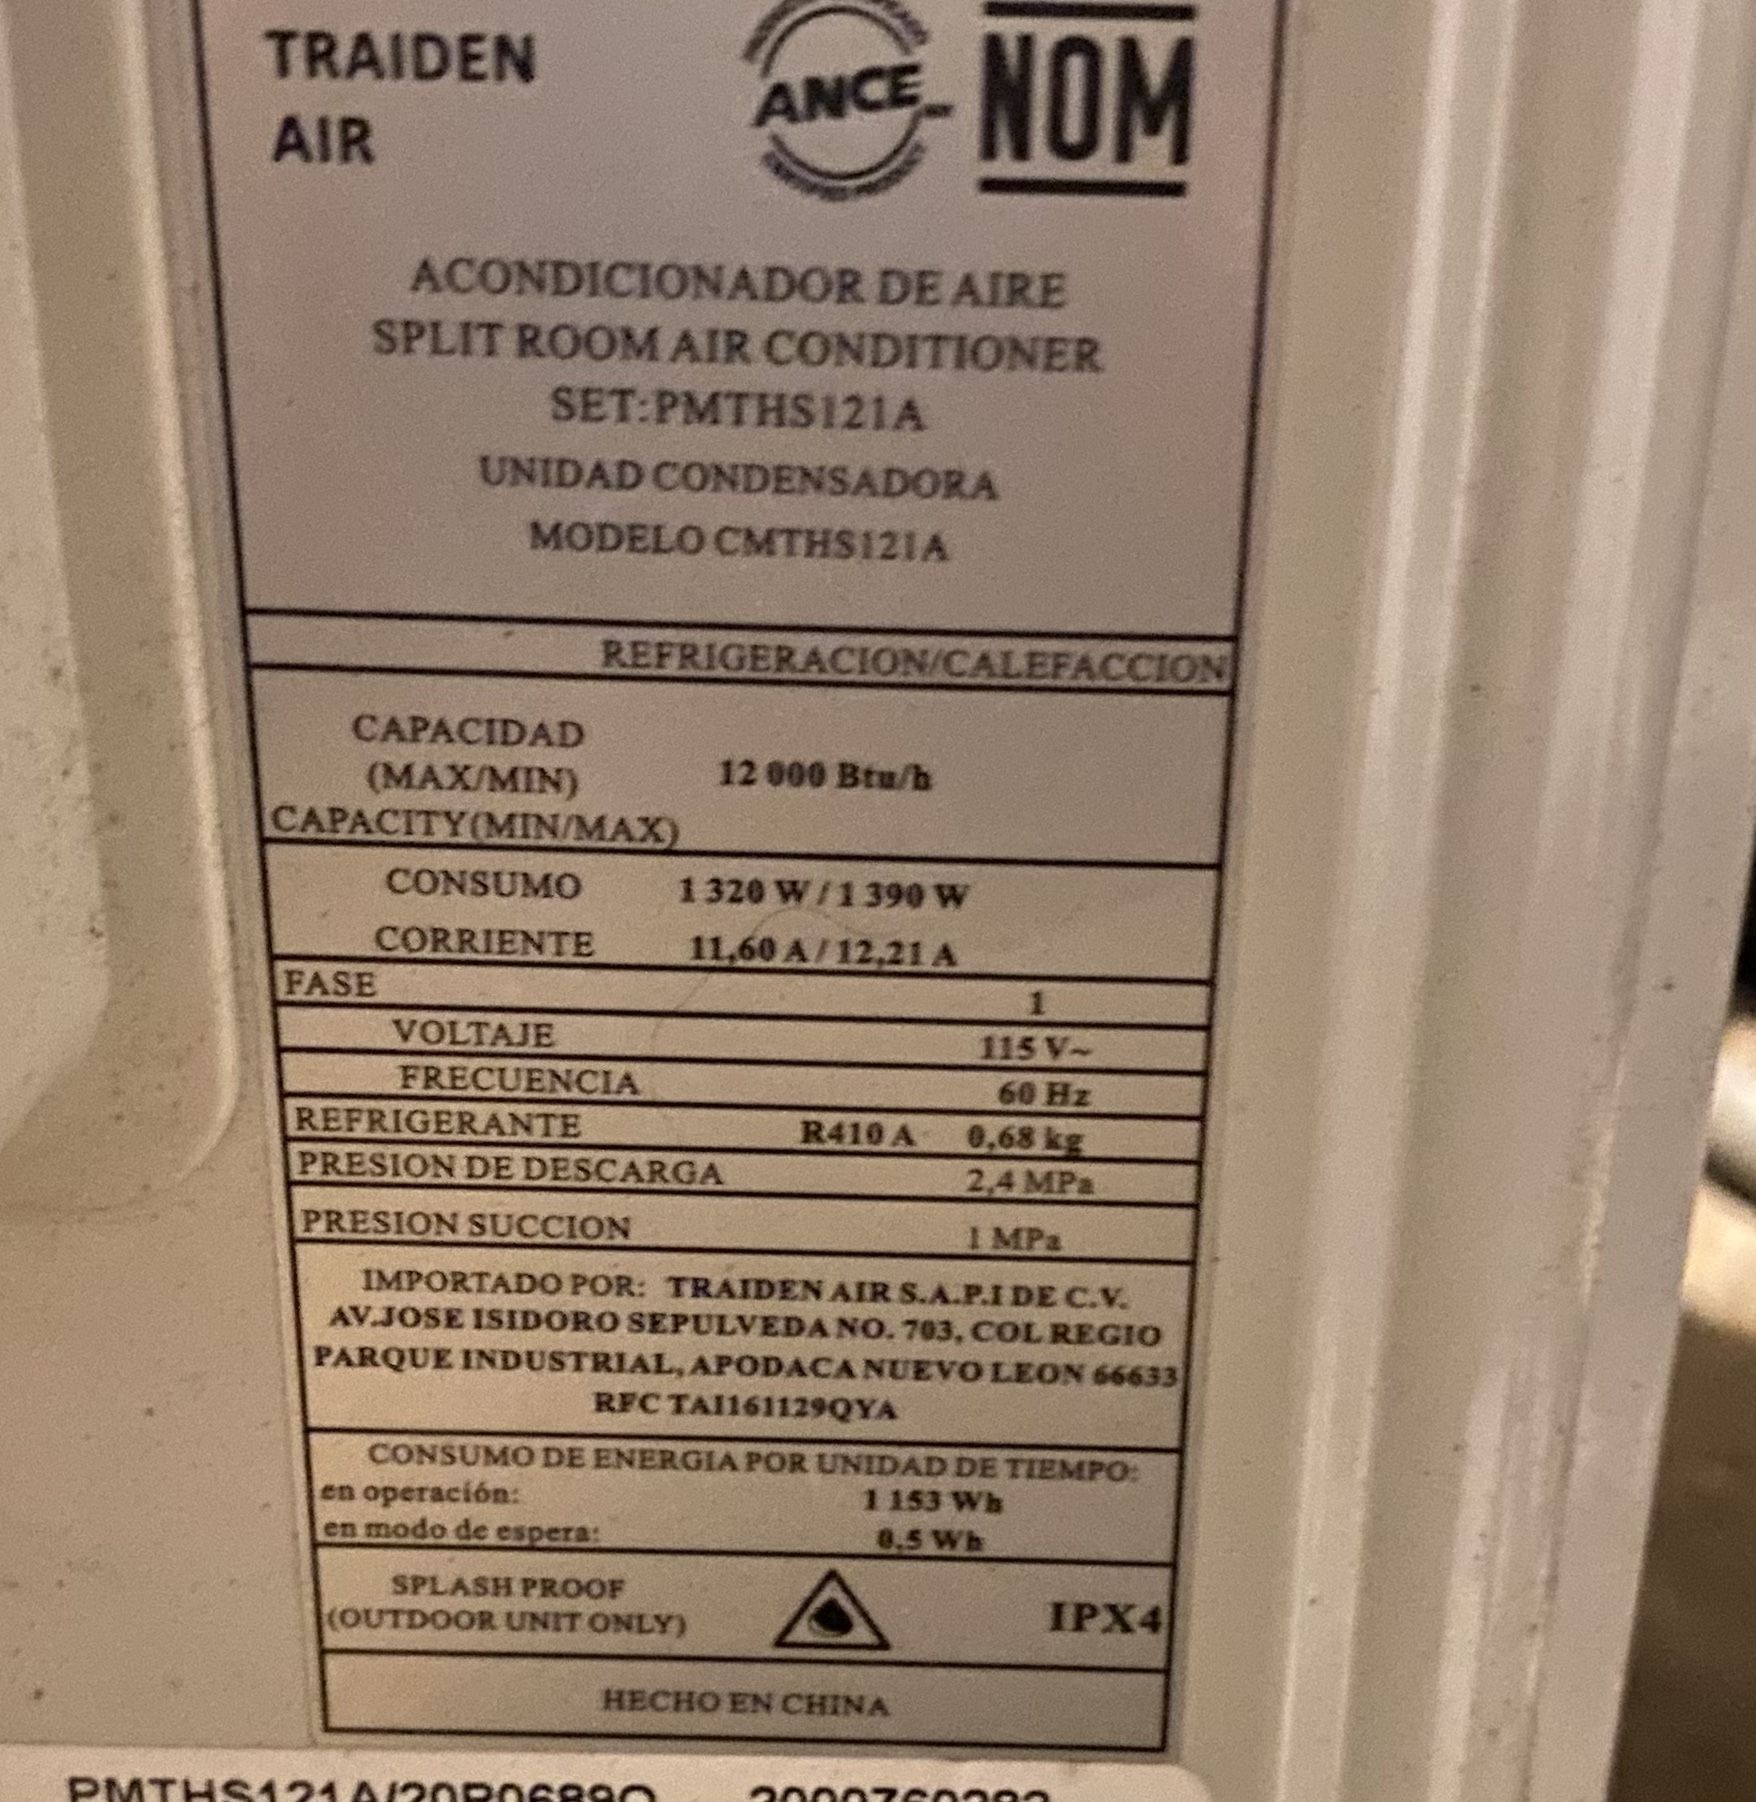 TRAIDEN
AIR
ANCE
NOM
ACONDICIONADOR DE AIRE
SPLIT ROOM AIR CONDITIONER
SET:PMTHS121A
UNIDAD CONDENSADORA
MODELO CMTHS121A
REFRIGERACION/CALEFACCION
CAPACIDAD
(MAX/MIN) 12 000 Btu/h
CAPACITY(MIN/MAX)
CONSUMO 1 320 W / 1 390 W
CORRIENTE 11,60 A / 12,21 A
FASE 1
VOLTAJE 115 V~
FRECUENCIA 60 Hz
REFRIGERANTE R410 A 0,68 kg
PRESION DE DESCARGA 2,4 MPa
PRESION SUCCION 1 MPa
IMPORTADO POR: TRAIDEN AIR S.A.P.I DE C.V.
AV.JOSE ISIDORO SEPULVEDA NO. 703, COL REGIO
PARQUE INDUSTRIAL, APODACA NUEVO LEON 66633
RFC TAI161129QYA
CONSUMO DE ENERGIA POR UNIDAD DE TIEMPO:
en operación: 1 153 Wh
en modo de espera: 0,5 Wh
SPLASH PROOF
(OUTDOOR UNIT ONLY) IPX4
HECHO EN CHINA